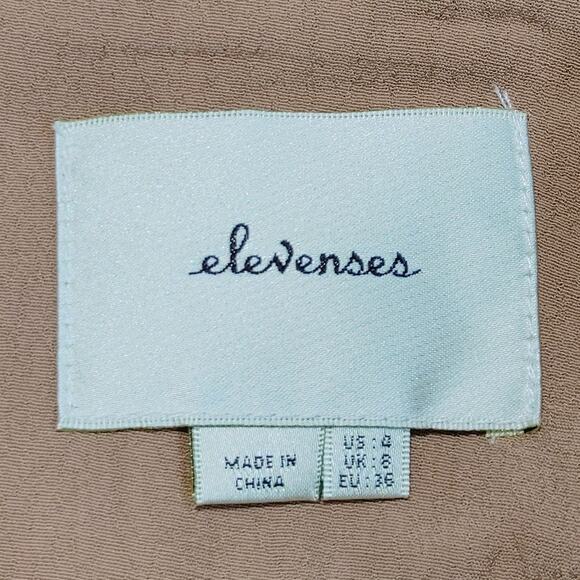 elevenses
MADE IN
CHINA
US: 4
UK: 8
EU: 36